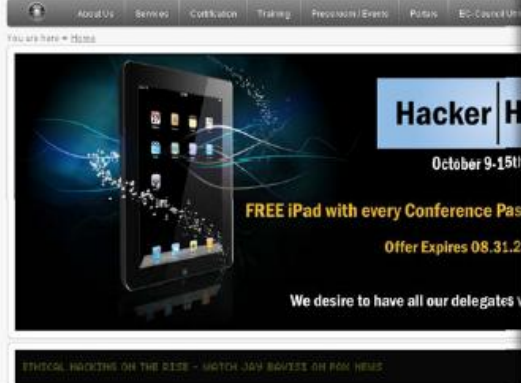 About Us Services Certification Training Pressroom / Events Portals EC-Council Uni
You are here = Home
Hacker H
October 9-15th
FREE iPad with every Conference Pas
Offer Expires 08.31.2
We desire to have all our delegates
ETHICAL HACKING ON THE RISE - WATCH JAY BAVISI ON FOX NEWS